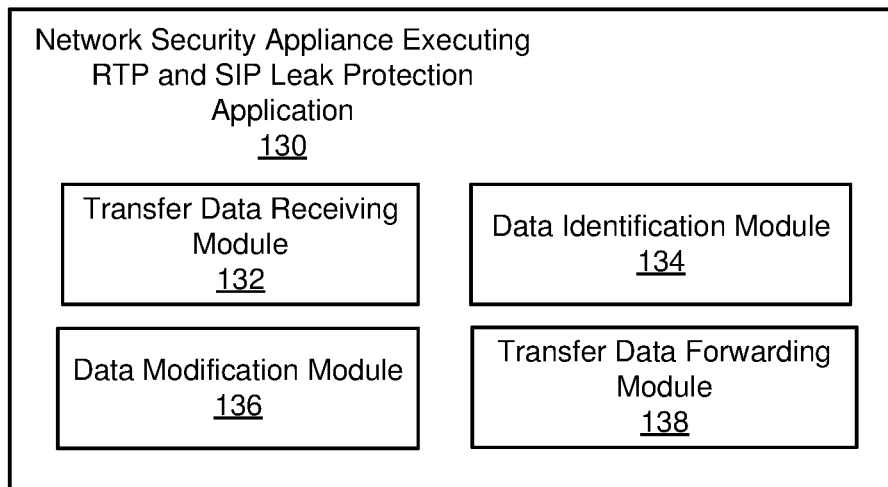 Network Security Appliance Executing
RTP and SIP Leak Protection
Application
130
Transfer Data Receiving
Module
132
Data Identification Module
134
Data Modification Module
136
Transfer Data Forwarding
Module
138